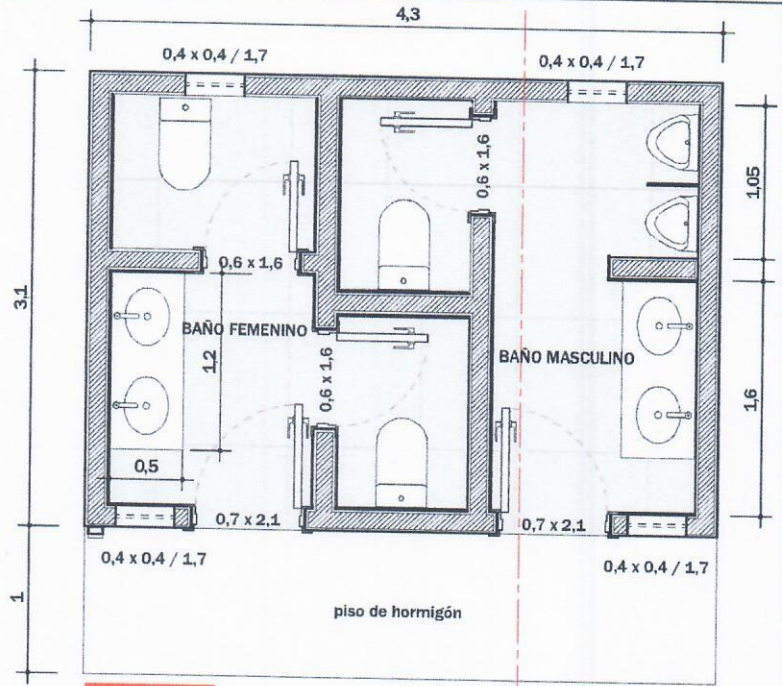 4,3
0,4 x 0,4 / 1,7
0,4 x 0,4 / 1,7
0,6 x 1,6
1,05
0,6 x 1,6
3,1
BAÑO FEMENINO
1,2
0,6 x 1,6
BAÑO MASCULINO
1,6
0,5
0,7 x 2,1
0,7 x 2,1
0,4 x 0,4 / 1,7
0,4 x 0,4 / 1,7
1
piso de hormigón